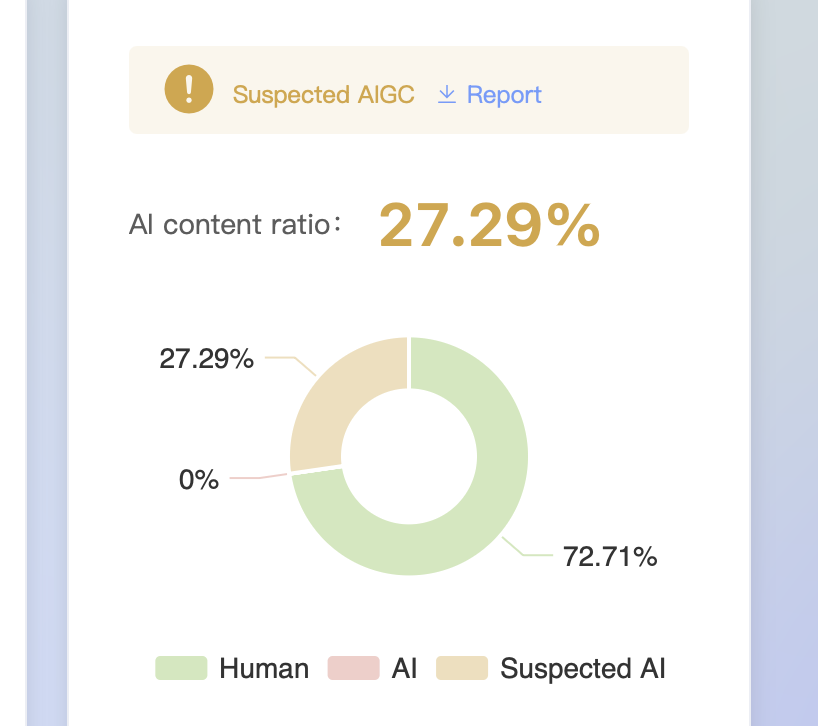 Suspected AIGC Report
AI content ratio: 27.29%
27.29%
0%
72.71%
Human AI Suspected AI